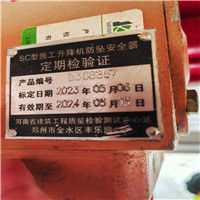 SC型施工升降机防坠安全器
定期检验证
产品编号
标定日期 2023 年 05 月 06 日
有效期至 2024 年 05 月
河南省建筑工程质量检验测试中心站
郑州市金水区丰乐路